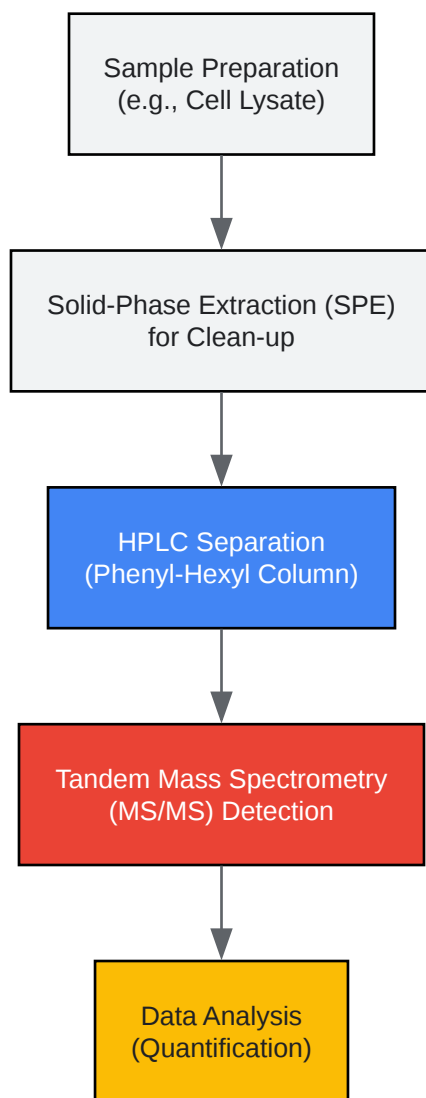 Sample Preparation
(e.g., Cell Lysate)
Solid-Phase Extraction (SPE)
for Clean-up
HPLC Separation
(Phenyl-Hexyl Column)
Tandem Mass Spectrometry
(MS/MS) Detection
Data Analysis
(Quantification)